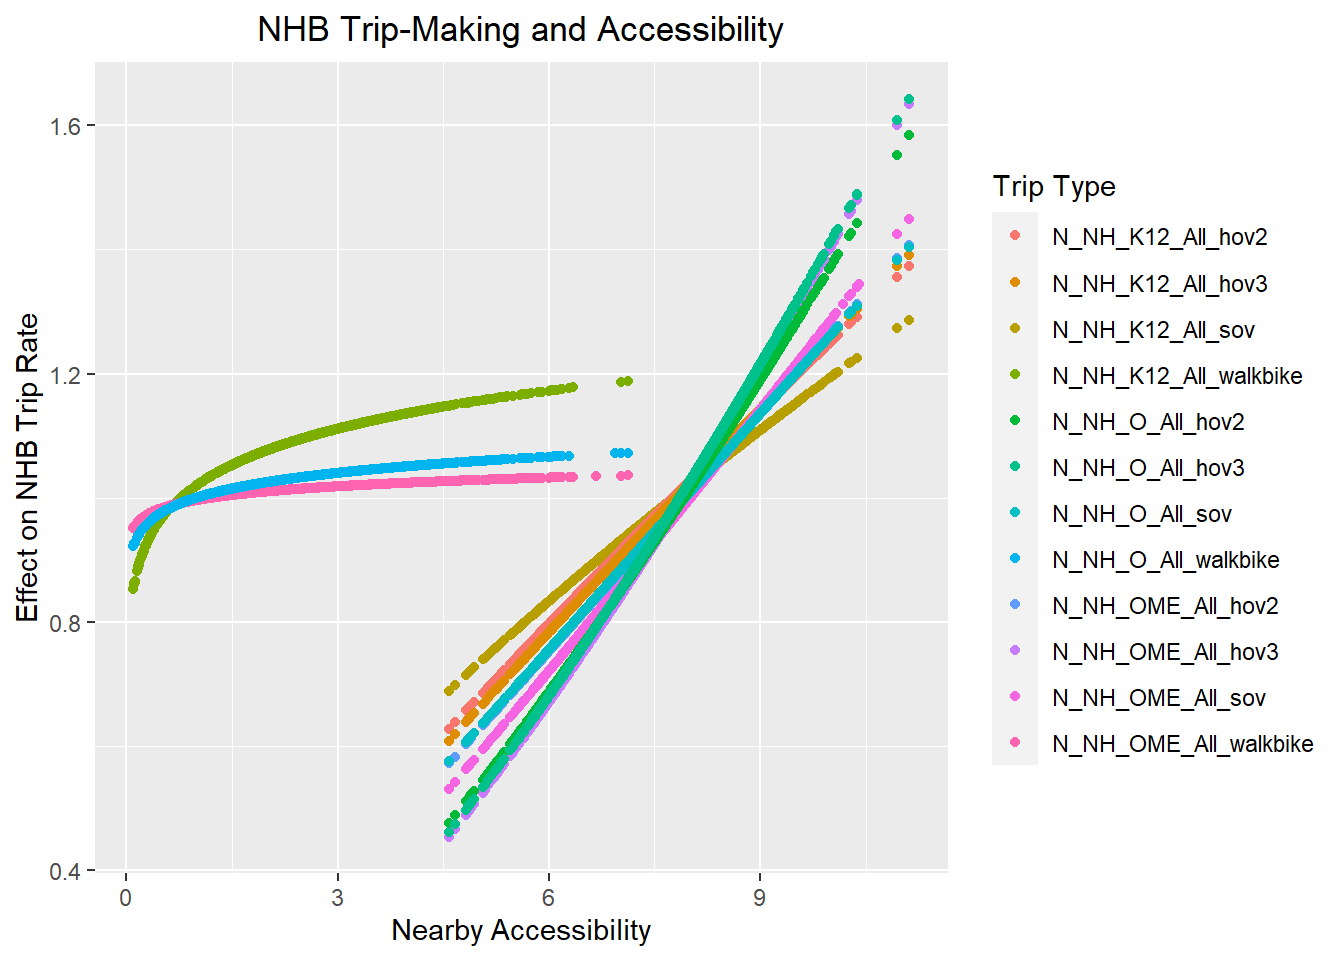 NHB Trip-Making and Accessibility
Effect on NHB Trip Rate
1.6
1.2
0.8
0.4
0
3
6
9
Nearby Accessibility
Trip Type
N_NH_K12_All_hov2
N_NH_K12_All_hov3
N_NH_K12_All_sov
N_NH_K12_All_walkbike
N_NH_O_All_hov2
N_NH_O_All_hov3
N_NH_O_All_sov
N_NH_O_All_walkbike
N_NH_OME_All_hov2
N_NH_OME_All_hov3
N_NH_OME_All_sov
N_NH_OME_All_walkbike